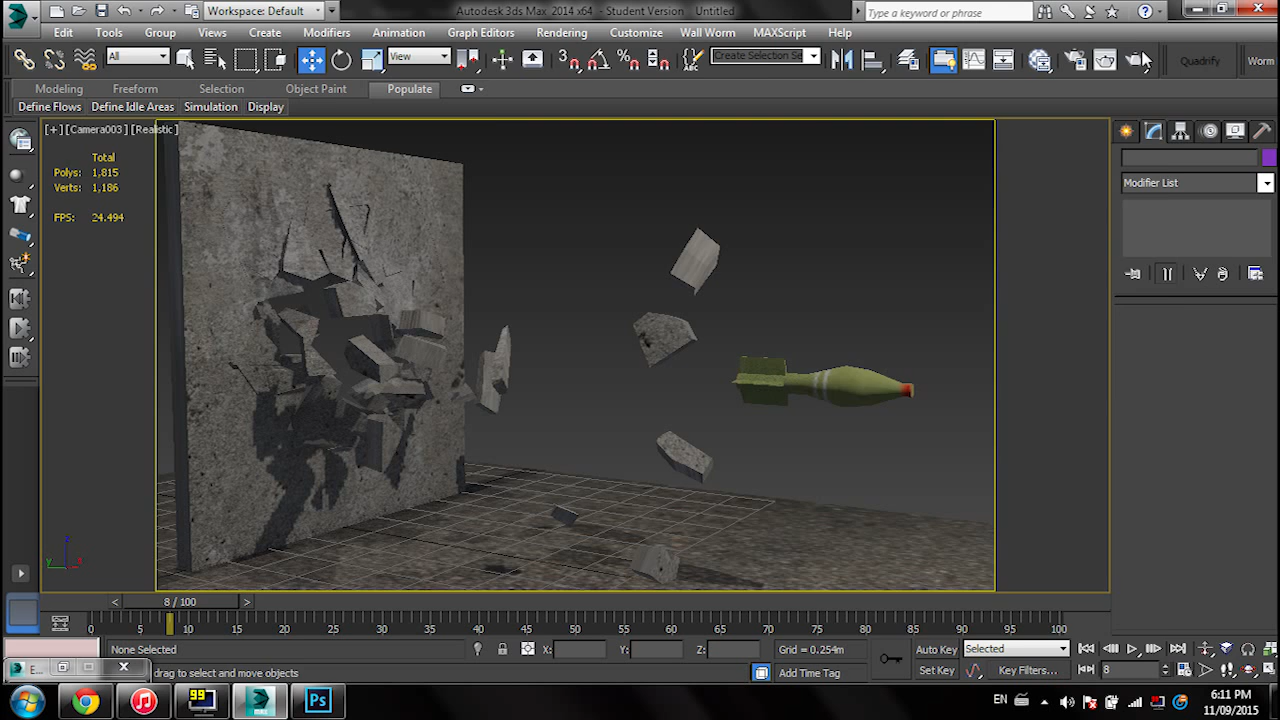 Workspace: Default
Autodesk 3ds Max 2014 x64 - Student Version Untitled
Type a keyword or phrase
Edit Tools Group Views Create Modifiers Animation Graph Editors Rendering Customize Wall Worm MAXScript Help
All
View
3
ABC
Create Selection Se
Quadrify
Worm
Modeling Freeform Selection Object Paint Populate
Define Flows Define Idle Areas Simulation Display
[+][Camera003][Realistic]
Total
Polys: 1,815
Verts: 1,186
FPS: 24.494
Modifier List
z
y
x
< 8 / 100 >
0 5 10 15 20 25 30 35 40 45 50 55 60 65 70 75 80 85 90 95 100
None Selected
X: Y: Z:
Grid = 0.254m
Auto Key
Selected
E...
drag to select and move objects
Add Time Tag
Set Key
Key Filters...
8
99
Ps
EN
6:11 PM
11/09/2015